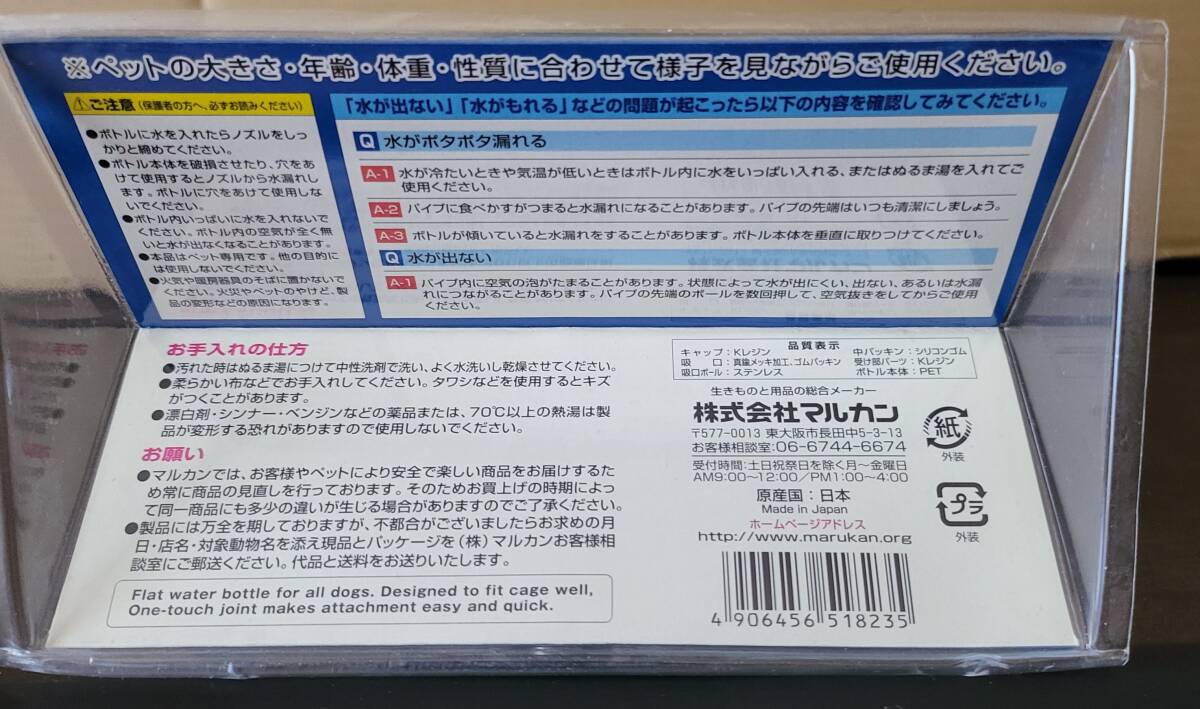 ※ペットの大きさ・年齢・体重・性質に合わせて様子を見ながらご使用ください。
⚠ご注意(保護者の方へ、必ずお読みください)
●ボトルに水を入れたらノズルをしっ
かりと締めてください。
●ボトル本体を破損させたり、穴をあ
けて使用するとノズルから水漏れし
ます。ボトルに穴をあけて使用しな
いでください。
●ボトル内いっぱいに水を入れないで
ください。ボトル内の空気が全く無
いと水が出なくなることがあります。
●本品はペット専用です。他の目的に
は使用しないでください。
●火気や暖房器具のそばに置かないで
ください。火災やペットのやけど、製
品の変形などの原因になります。
「水が出ない」「水がもれる」などの問題が起こったら以下の内容を確認してみてください。
Q 水がポタポタ漏れる
A-1 水が冷たいときや気温が低いときはボトル内に水をいっぱい入れる、またはぬるま湯を入れてご
使用ください。
A-2 パイプに食べかすがつまると水漏れになることがあります。パイプの先端はいつも清潔にしましょう。
A-3 ボトルが傾いていると水漏れをすることがあります。ボトル本体を垂直に取りつけてください。
Q 水が出ない
A-1 パイプ内に空気の泡がたまることがあります。状態によって水が出にくい、出ない、あるいは水漏
れにつながることがあります。パイプの先端のボールを数回押して、空気抜きをしてからご使用
ください。
お手入れの仕方
●汚れた時はぬるま湯につけて中性洗剤で洗い、よく水洗いし乾燥させてください。
●柔らかい布などでお手入れしてください。タワシなどを使用するとキズ
がつくことがあります。
●漂白剤・シンナー・ベンジンなどの薬品または、70℃以上の熱湯は製
品が変形する恐れがありますので使用しないでください。
お願い
●マルカンでは、お客様やペットにより安全で楽しい商品をお届けするた
め常に商品の見直しを行っております。そのためお買上げの時期によっ
て同一商品にも多少の違いが生じる場合がありますのでご了承ください。
●製品には万全を期しておりますが、不都合がございましたらお求めの月
日・店名・対象動物名を添え現品とパッケージを(株)マルカンお客様相
談室にご郵送ください。代品と送料をお送りいたします。
Flat water bottle for all dogs. Designed to fit cage well,
One-touch joint makes attachment easy and quick.
品質表示
キャップ：Kレジン 中パッキン：シリコンゴム
吸口：真鍮メッキ加工、ゴムパッキン 受け部パーツ：Kレジン
吸口ボール：ステンレス ボトル本体：PET
生きものと用品の総合メーカー
株式会社マルカン
〒577-0013 東大阪市長田中5-3-13
お客様相談室:06-6744-6674
受付時間：土日祝祭日を除く月〜金曜日
AM9:00〜12:00/PM1:00〜4:00
原産国：日本
Made in Japan
ホームページアドレス
http://www.marukan.org
4 906456 518235
紙
外装
プラ
外装